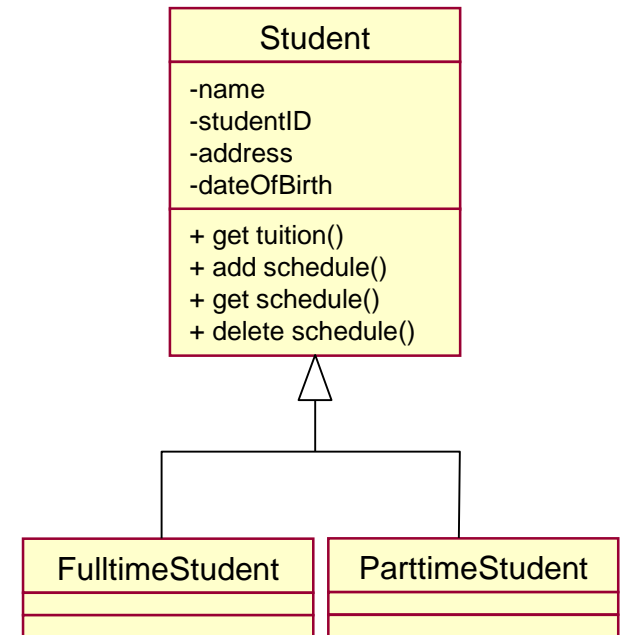 Student
-name
-studentID
-address
-dateOfBirth
+ get tuition()
+ add schedule()
+ get schedule()
+ delete schedule()
FulltimeStudent
ParttimeStudent